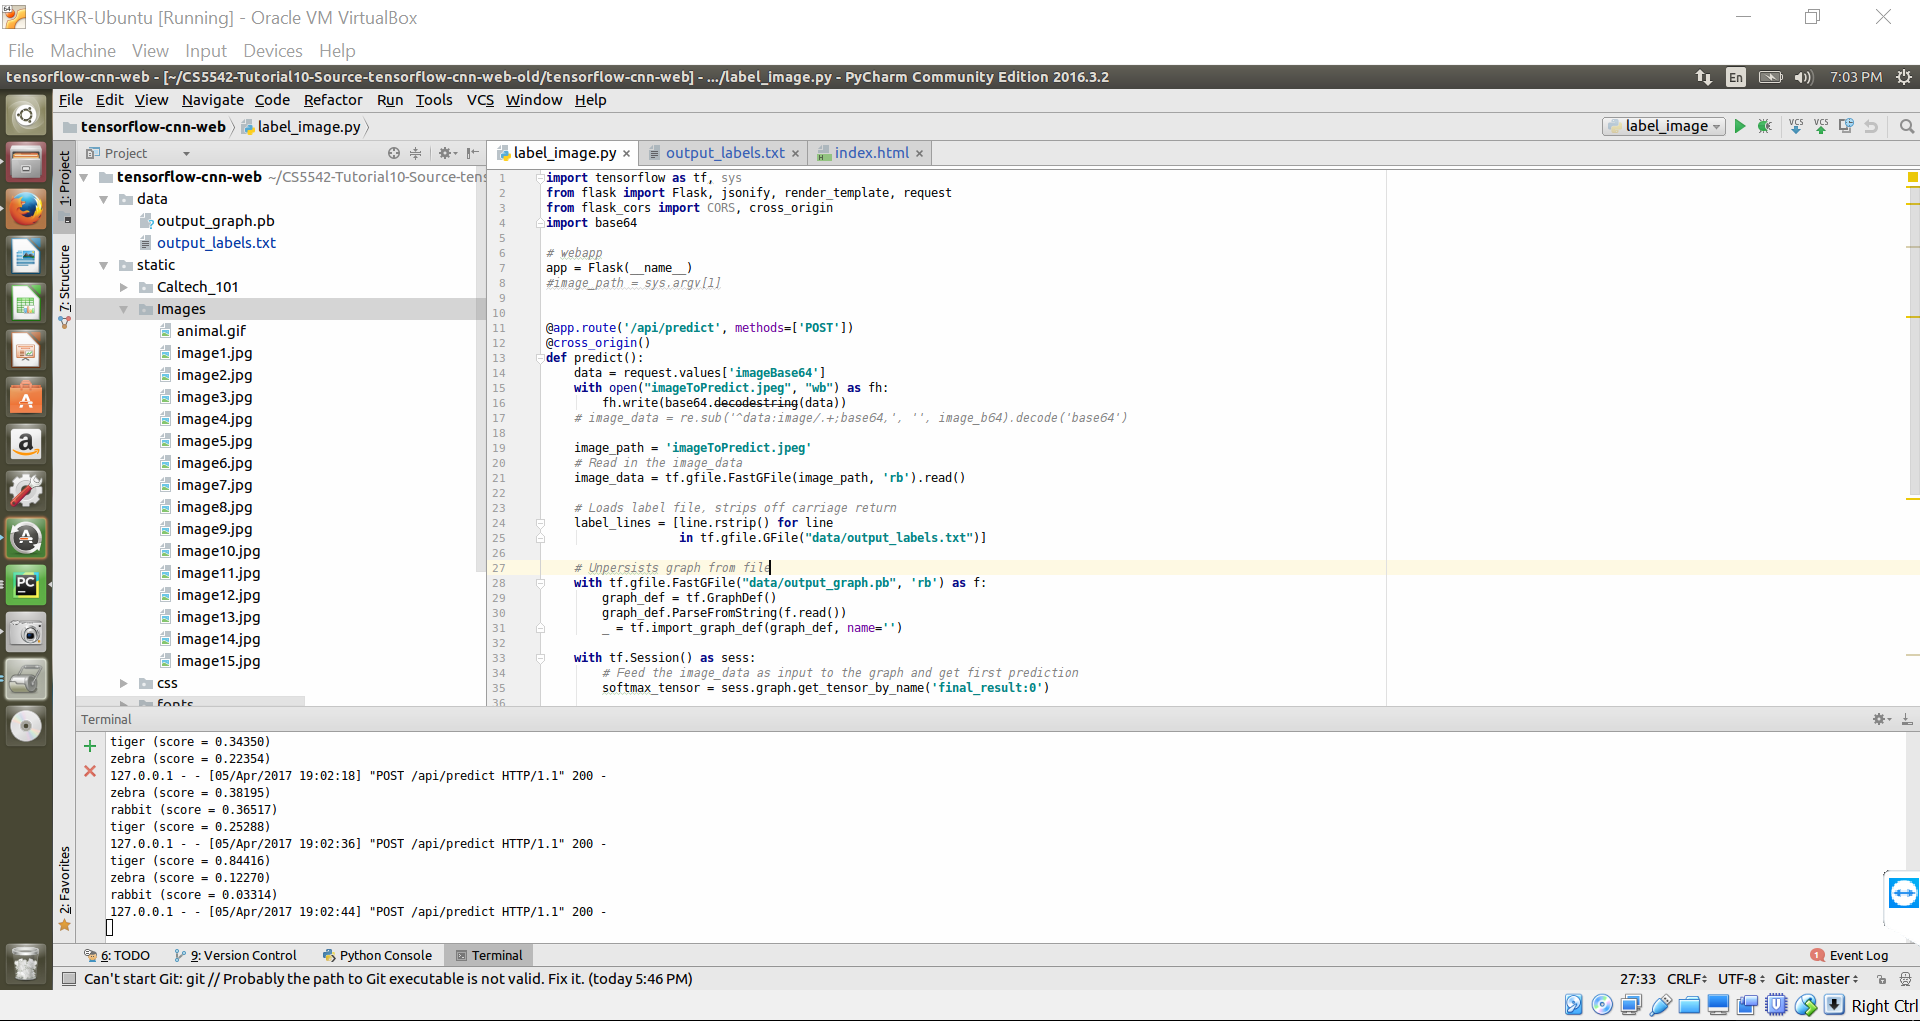 GSHKR-Ubuntu [Running] - Oracle VM VirtualBox
File Machine View Input Devices Help
tensorflow-cnn-web - [~/CS5542-Tutorial10-Source-tensorflow-cnn-web-old/tensorflow-cnn-web] - .../label_image.py - PyCharm Community Edition 2016.3.2
En 7:03 PM
File Edit View Navigate Code Refactor Run Tools VCS Window Help
tensorflow-cnn-web label_image.py label_image VCS VCS
Project label_image.py output_labels.txt index.html
1: Project
7: Structure
2: Favorites
tensorflow-cnn-web ~/CS5542-Tutorial10-Source-tens
data
output_graph.pb
output_labels.txt
static
Caltech_101
Images
animal.gif
image1.jpg
image2.jpg
image3.jpg
image4.jpg
image5.jpg
image6.jpg
image7.jpg
image8.jpg
image9.jpg
image10.jpg
image11.jpg
image12.jpg
image13.jpg
image14.jpg
image15.jpg
css
fonts
1 import tensorflow as tf, sys
2 from flask import Flask, jsonify, render_template, request
3 from flask_cors import CORS, cross_origin
4 import base64
5
6 # webapp
7 app = Flask(__name__)
8 #image_path = sys.argv[1]
9
10
11 @app.route('/api/predict', methods=['POST'])
12 @cross_origin()
13 def predict():
14 data = request.values['imageBase64']
15 with open("imageToPredict.jpeg", "wb") as fh:
16 fh.write(base64.decodestring(data))
17 # image_data = re.sub('^data:image/.+;base64,', '', image_b64).decode('base64')
18
19 image_path = 'imageToPredict.jpeg'
20 # Read in the image_data
21 image_data = tf.gfile.FastGFile(image_path, 'rb').read()
22
23 # Loads label file, strips off carriage return
24 label_lines = [line.rstrip() for line
25 in tf.gfile.GFile("data/output_labels.txt")]
26
27 # Unpersists graph from file
28 with tf.gfile.FastGFile("data/output_graph.pb", 'rb') as f:
29 graph_def = tf.GraphDef()
30 graph_def.ParseFromString(f.read())
31 _ = tf.import_graph_def(graph_def, name='')
32
33 with tf.Session() as sess:
34 # Feed the image_data as input to the graph and get first prediction
35 softmax_tensor = sess.graph.get_tensor_by_name('final_result:0')
36
Terminal
tiger (score = 0.34350)
zebra (score = 0.22354)
127.0.0.1 - - [05/Apr/2017 19:02:18] "POST /api/predict HTTP/1.1" 200 -
zebra (score = 0.38195)
rabbit (score = 0.36517)
tiger (score = 0.25288)
127.0.0.1 - - [05/Apr/2017 19:02:36] "POST /api/predict HTTP/1.1" 200 -
tiger (score = 0.84416)
zebra (score = 0.12270)
rabbit (score = 0.03314)
127.0.0.1 - - [05/Apr/2017 19:02:44] "POST /api/predict HTTP/1.1" 200 -
6: TODO 9: Version Control Python Console Terminal 1 Event Log
Can't start Git: git // Probably the path to Git executable is not valid. Fix it. (today 5:46 PM) 27:33 CRLF UTF-8 Git: master
Right Ctrl